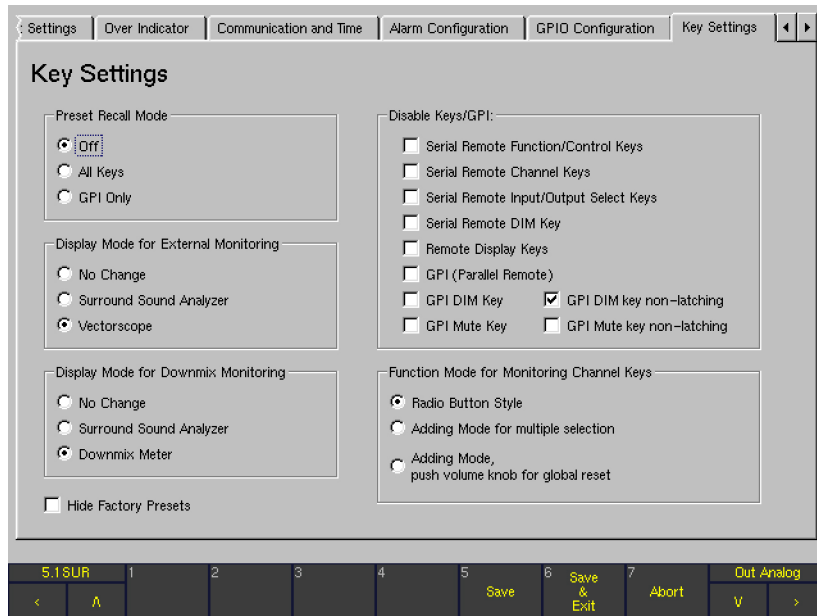 : Settings
Over Indicator
Communication and Time
Alarm Configuration
GPIO Configuration
Key Settings
Key Settings
Preset Recall Mode
Off
All Keys
GPI Only
Display Mode for External Monitoring
No Change
Surround Sound Analyzer
Vectorscope
Display Mode for Downmix Monitoring
No Change
Surround Sound Analyzer
Downmix Meter
Hide Factory Presets
Disable Keys/GPI:
Serial Remote Function/Control Keys
Serial Remote Channel Keys
Serial Remote Input/Output Select Keys
Serial Remote DIM Key
Remote Display Keys
GPI (Parallel Remote)
GPI DIM Key
GPI DIM key non-latching
GPI Mute Key
GPI Mute key non-latching
Function Mode for Monitoring Channel Keys
Radio Button Style
Adding Mode for multiple selection
Adding Mode,
push volume knob for global reset
5.1SUR
< Λ
1
2
3
4
5
Save
6
Save
&
Exit
7
Abort
Out Analog
V >